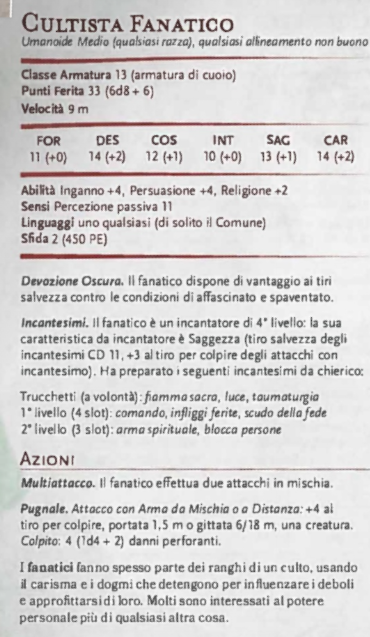 CULTISTA FANATICO
Umanoide Medio (qualsiasi razza), qualsiasi allineamento non buono
Classe Armatura 13 (armatura di cuoio)
Punti Ferita 33 (6d8 + 6)
Velocità 9 m
FOR DES COS INT SAG CAR
11 (+0) 14 (+2) 12 (+1) 10 (+0) 13 (+1) 14 (+2)
Abilità Inganno +4, Persuasione +4, Religione +2
Sensi Percezione passiva 11
Linguaggi uno qualsiasi (di solito il Comune)
Sfida 2 (450 PE)
Devozione Oscura. Il fanatico dispone di vantaggio ai tiri
salvezza contro le condizioni di affascinato e spaventato.
Incantesimi. Il fanatico è un incantatore di 4° livello: la sua
caratteristica da incantatore è Saggezza (tiro salvezza degli
incantesimi CD 11, +3 al tiro per colpire degli attacchi con
incantesimo). Ha preparato i seguenti incantesimi da chierico:
Trucchetti (a volontà): fiamma sacra, luce, taumaturgia
1° livello (4 slot): comando, infliggi ferite, scudo della fede
2° livello (3 slot): arma spirituale, blocca persone
AZIONI
Multiattacco. Il fanatico effettua due attacchi in mischia.
Pugnale. Attacco con Arma da Mischia o a Distanza: +4 al
tiro per colpire, portata 1,5 m o gittata 6/18 m, una creatura.
Colpito: 4 (1d4 + 2) danni perforanti.
I fanatici fanno spesso parte dei ranghi di un culto, usando
il carisma e i dogmi che detengono per influenzare i deboli
e approfittarsi di loro. Molti sono interessati al potere
personale più di qualsiasi altra cosa.